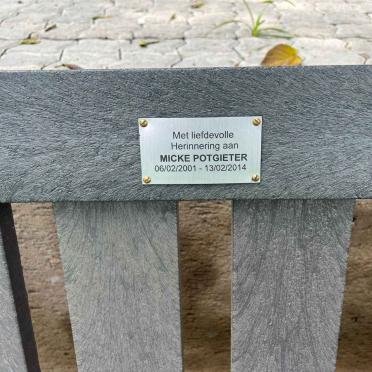 Met liefdevolle
Herinnering aan
MICKE POTGIETER
06/02/2001 - 13/02/2014